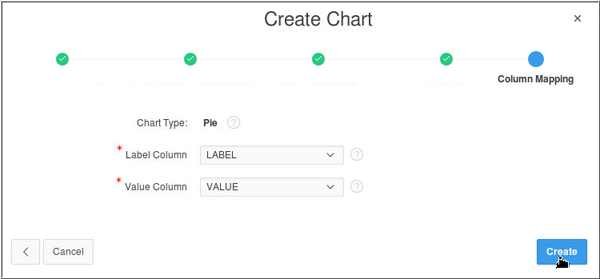 Create Chart
Column Mapping
Chart Type: Pie ?
* Label Column LABEL ?
* Value Column VALUE ?
Cancel Create